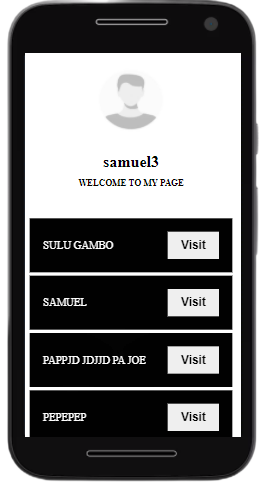 samuel3
WELCOME TO MY PAGE
SULU GAMBO Visit
SAMUEL Visit
PAPPJD JDJJD PA JOE Visit
PEPEPEP Visit